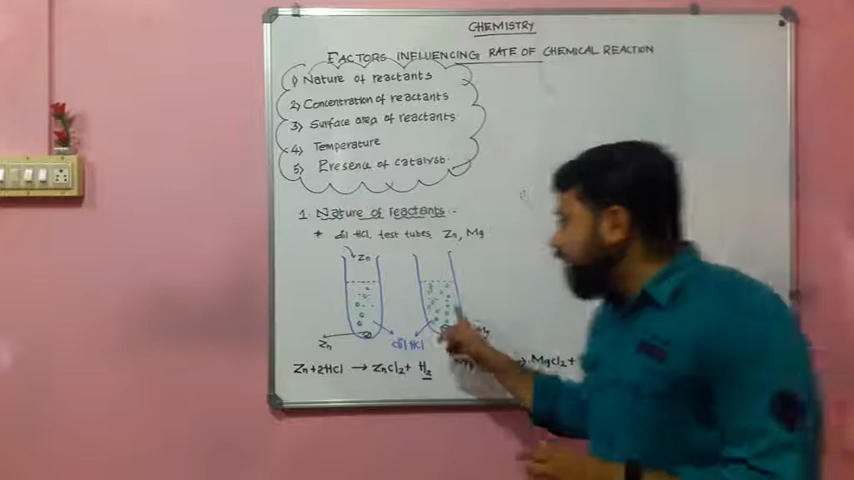 CHEMISTRY
FACTORS INFLUENCING RATE OF CHEMICAL REACTION
1) Nature of reactants
2) Concentration of reactants
3) Surface area of reactants
4) Temperature
5) Presence of catalyst
1 Nature of reactants:-
* dil HCl, test tubes, Zn, Mg
Zn
Zn
dil HCl
Zn+2HCl → ZnCl2+ H2
→ MgCl2+